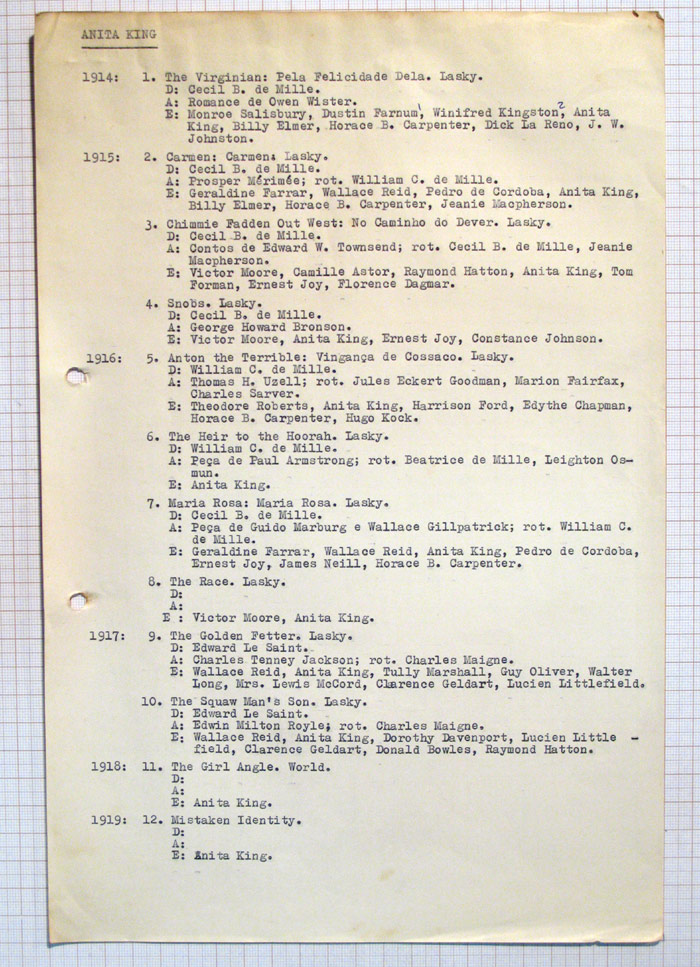 ANITA KING
1914: 1. The Virginian: Pela Felicidade Dela. Lasky.
D: Cecil B. de Mille.
A: Romance de Owen Wister.
E: Monroe Salisbury, Dustin Farnum,¹ Winifred Kingston,² Anita
King, Billy Elmer, Horace B. Carpenter, Dick La Reno, J. W.
Johnston.
1915: 2. Carmen: Carmen. Lasky.
D: Cecil B. de Mille.
A: Prosper Mérimée; rot. William C. de Mille.
E: Geraldine Farrar, Wallace Reid, Pedro de Cordoba, Anita King,
Billy Elmer, Horace B. Carpenter, Jeanie Macpherson.
3. Chimmie Fadden Out West: No Caminho do Dever. Lasky.
D: Cecil B. de Mille.
A: Contos de Edward W. Townsend; rot. Cecil B. de Mille, Jeanie
Macpherson.
E: Victor Moore, Camille Astor, Raymond Hatton, Anita King, Tom
Forman, Ernest Joy, Florence Dagmar.
4. Snobs. Lasky.
D: Cecil B. de Mille.
A: George Howard Bronson.
E: Victor Moore, Anita King, Ernest Joy, Constance Johnson.
1916: 5. Anton the Terrible: Vingança de Cossaco. Lasky.
D: William C. de Mille.
A: Thomas H. Uzell; rot. Jules Eckert Goodman, Marion Fairfax,
Charles Sarver.
E: Theodore Roberts, Anita King, Harrison Ford, Edythe Chapman,
Horace B. Carpenter, Hugo Kock.
6. The Heir to the Hoorah. Lasky.
D: William C. de Mille.
A: Peça de Paul Armstrong; rot. Beatrice de Mille, Leighton Os-
mun.
E: Anita King.
7. Maria Rosa: Maria Rosa. Lasky.
D: Cecil B. de Mille.
A: Peça de Guido Marburg e Wallace Gillpatrick; rot. William C.
de Mille.
E: Geraldine Farrar, Wallace Reid, Anita King, Pedro de Cordoba,
Ernest Joy, James Neill, Horace B. Carpenter.
8. The Race. Lasky.
D:
A:
E : Victor Moore, Anita King.
1917: 9. The Golden Fetter. Lasky.
D: Edward Le Saint.
A: Charles Tenney Jackson; rot. Charles Maigne.
E: Wallace Reid, Anita King, Tully Marshall, Guy Oliver, Walter
Long, Mrs. Lewis McCord, Clarence Geldart, Lucien Littlefield.
10. The Squaw Man's Son. Lasky.
D: Edward Le Saint.
A: Edwin Milton Royle; rot. Charles Maigne.
E: Wallace Reid, Anita King, Dorothy Davenport, Lucien Little -
field, Clarence Geldart, Donald Bowles, Raymond Hatton.
1918: 11. The Girl Angle. World.
D:
A:
E: Anita King.
1919: 12. Mistaken Identity.
D:
A:
E: Anita King.